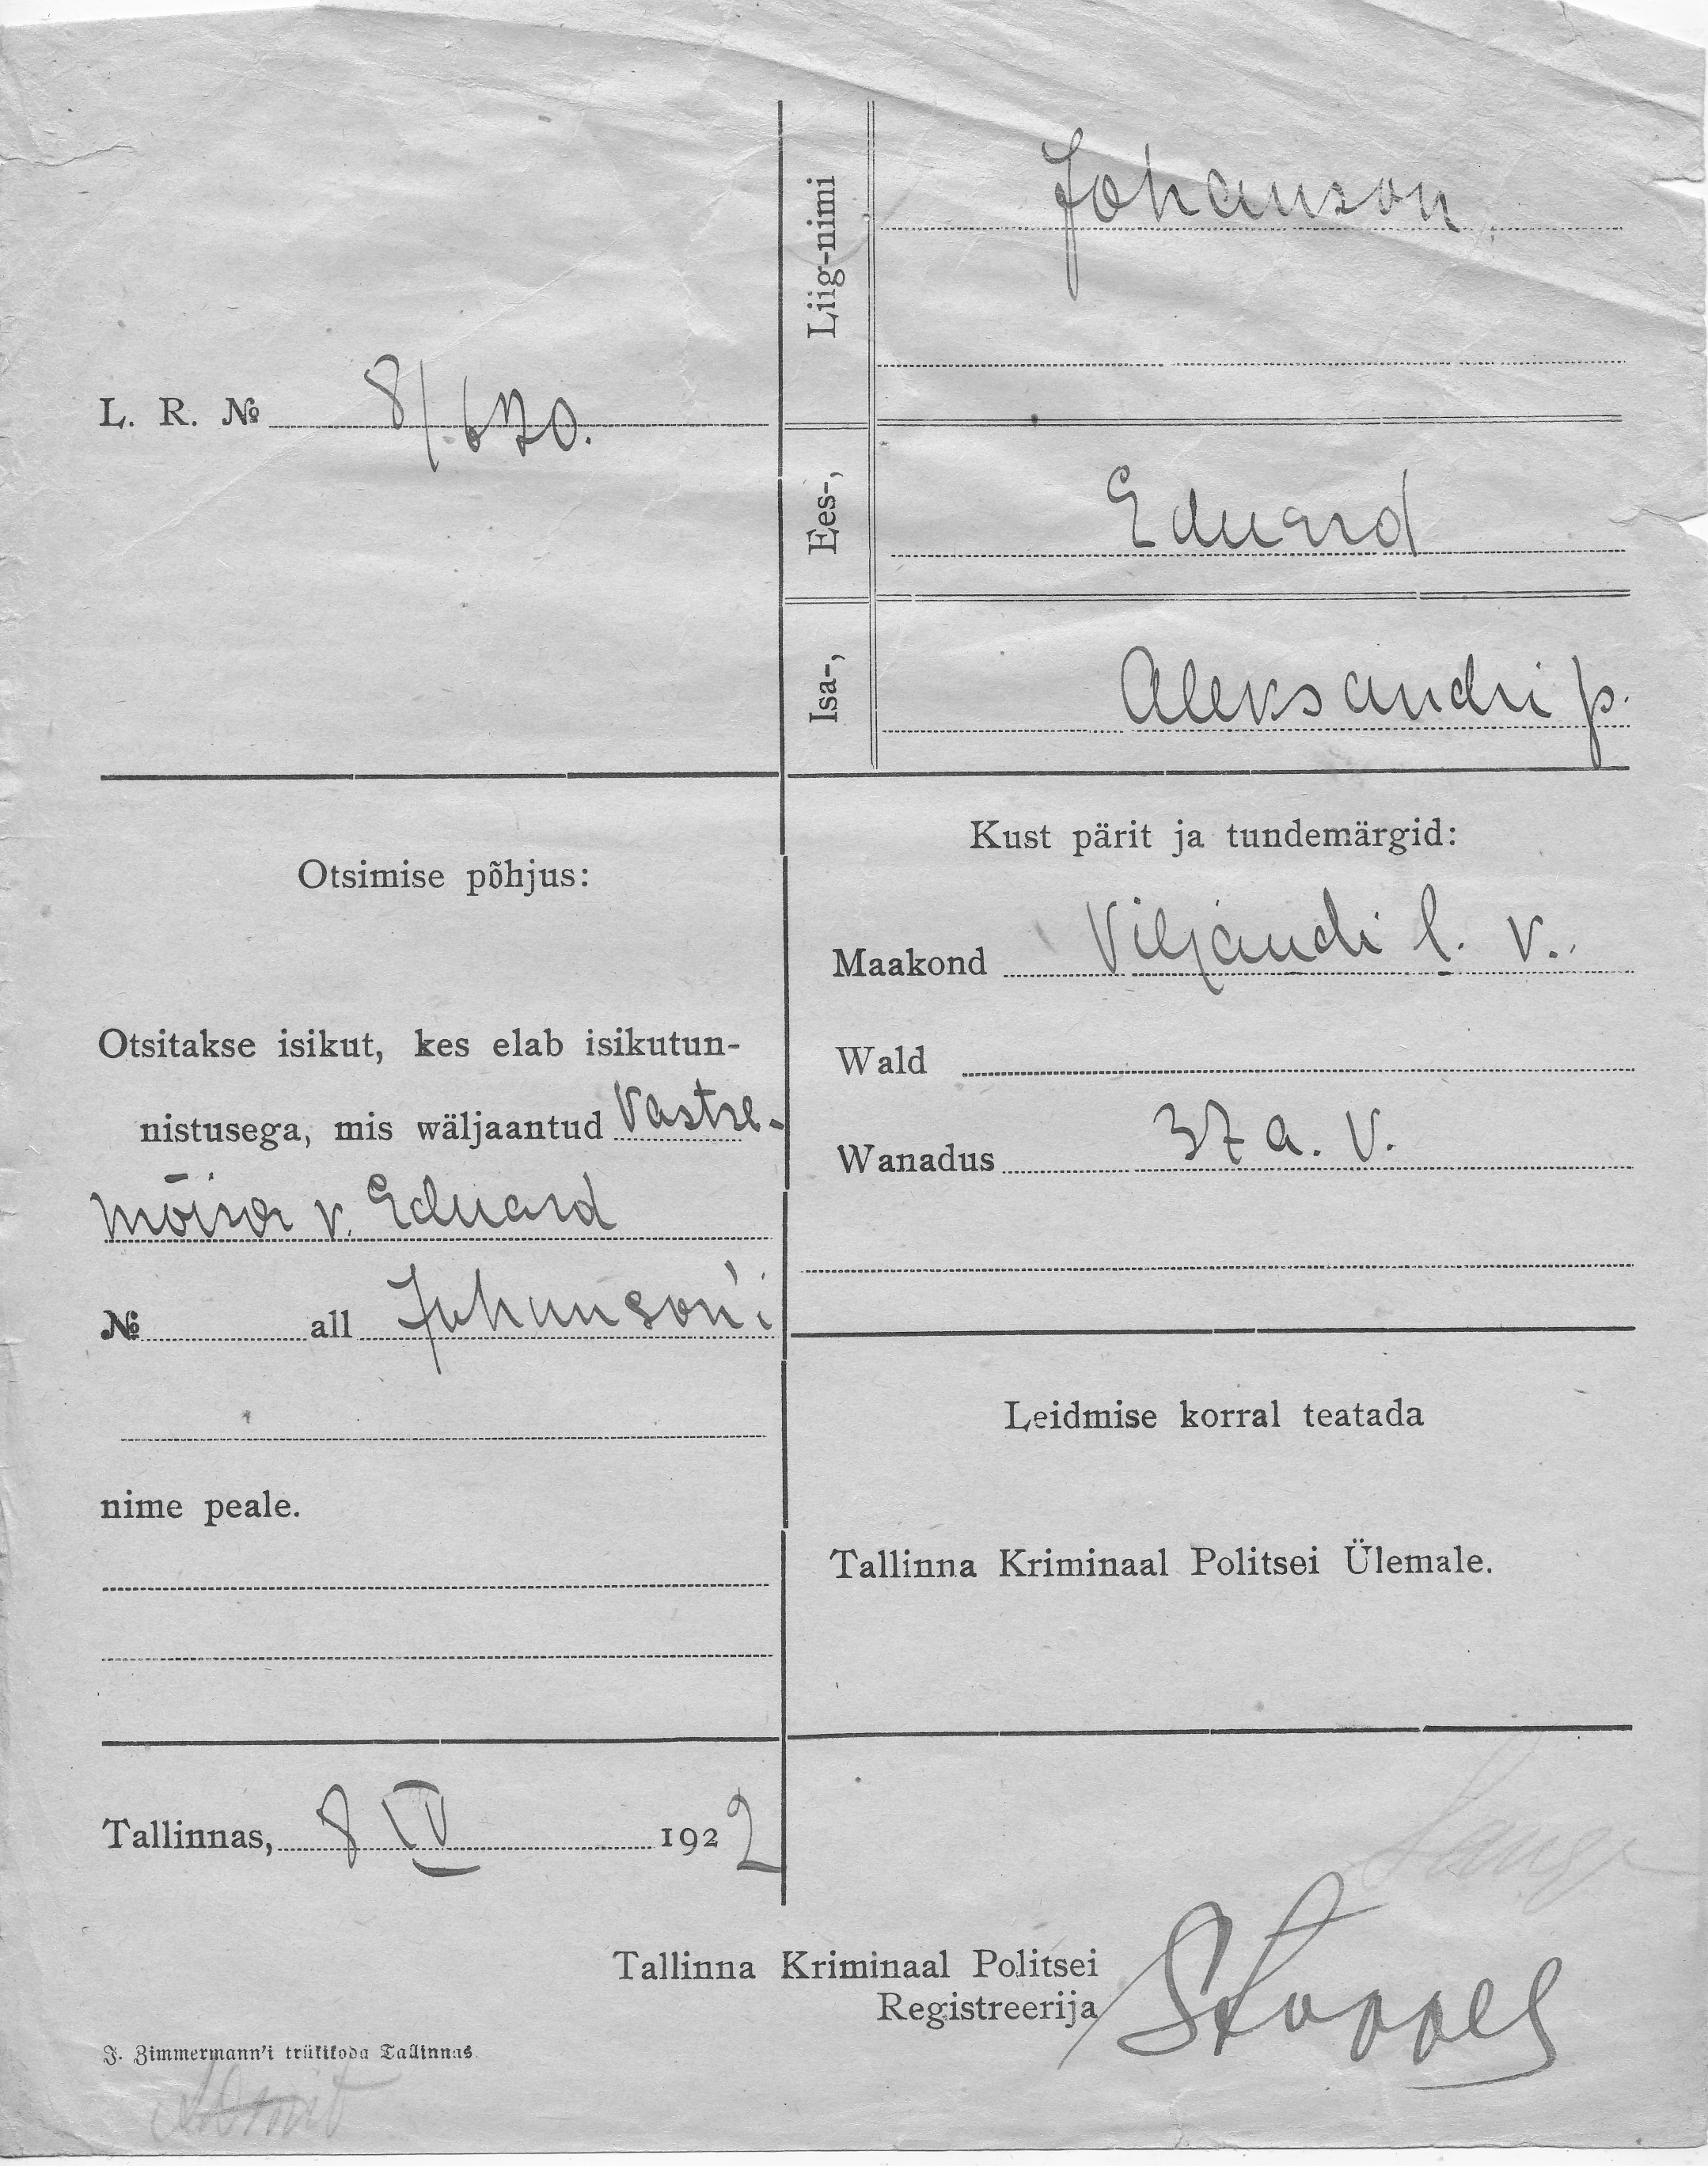 L. R. № 8/620.
Liig-nimi Johanson
Ees-, Eduard
Isa-, Aleksandri p.
Otsimise põhjus:
Otsitakse isikut, kes elab isikutun-
nistusega, mis wäljaantud Vastse-
mõisa v. Eduard
№ all Johanson'i
nime peale.
Kust pärit ja tundemärgid:
Maakond Viljandi l. v.
Wald
Wanadus 37 a. v.
Leidmise korral teatada
Tallinna Kriminaal Politsei Ülemale.
Tallinnas, 8 IV 1922
Tallinna Kriminaal Politsei
Registreerija
J. Zimmermann'i trükikoda Tallinnas